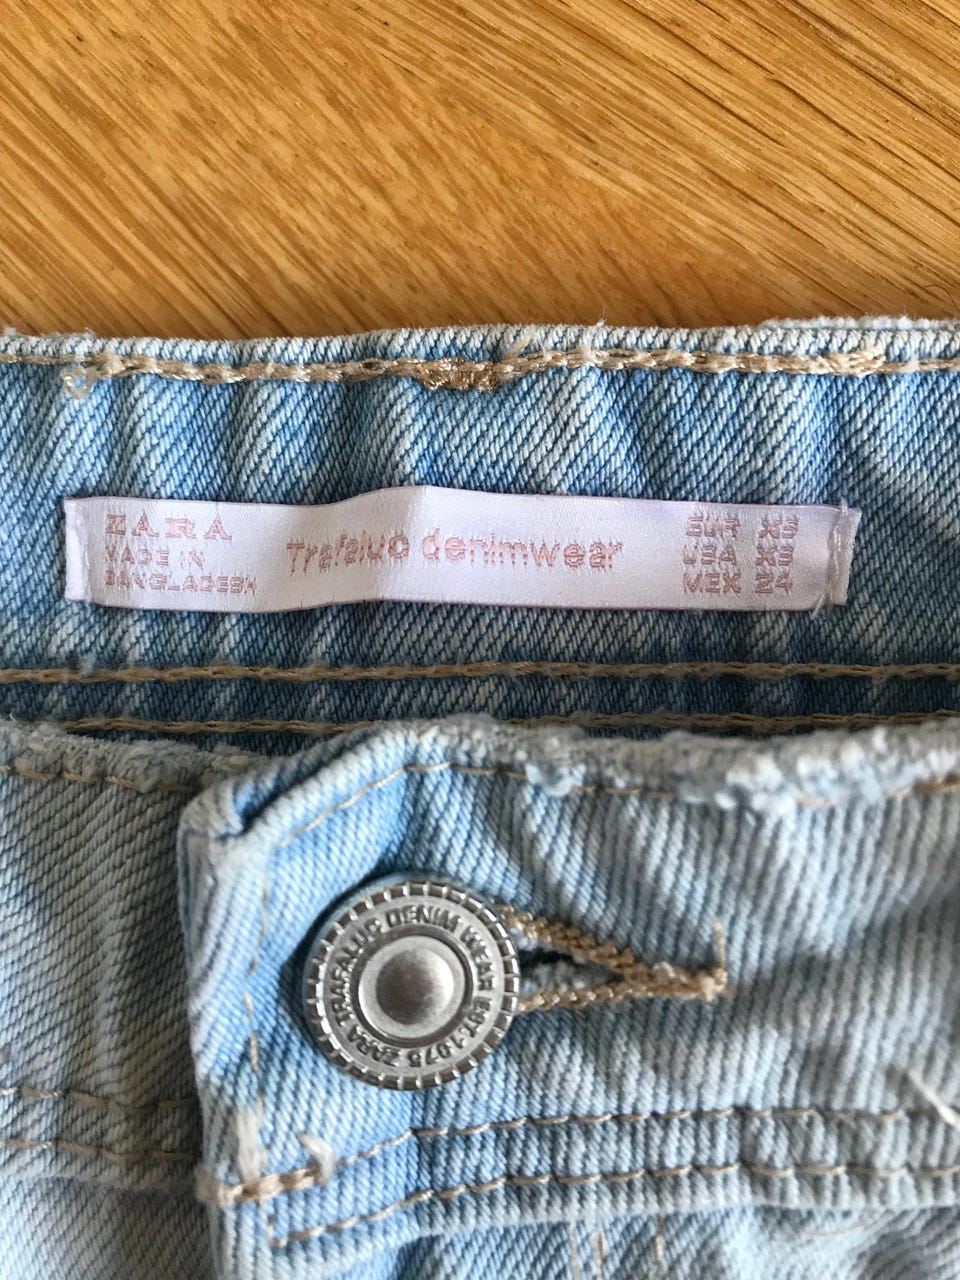 ZARA
MADE IN
BANGLADESH
Trafaluc denimwear
EUR XS
USA XS
MEX 24
ZARA TRAFALUC DENIM WEAR EST. 1975